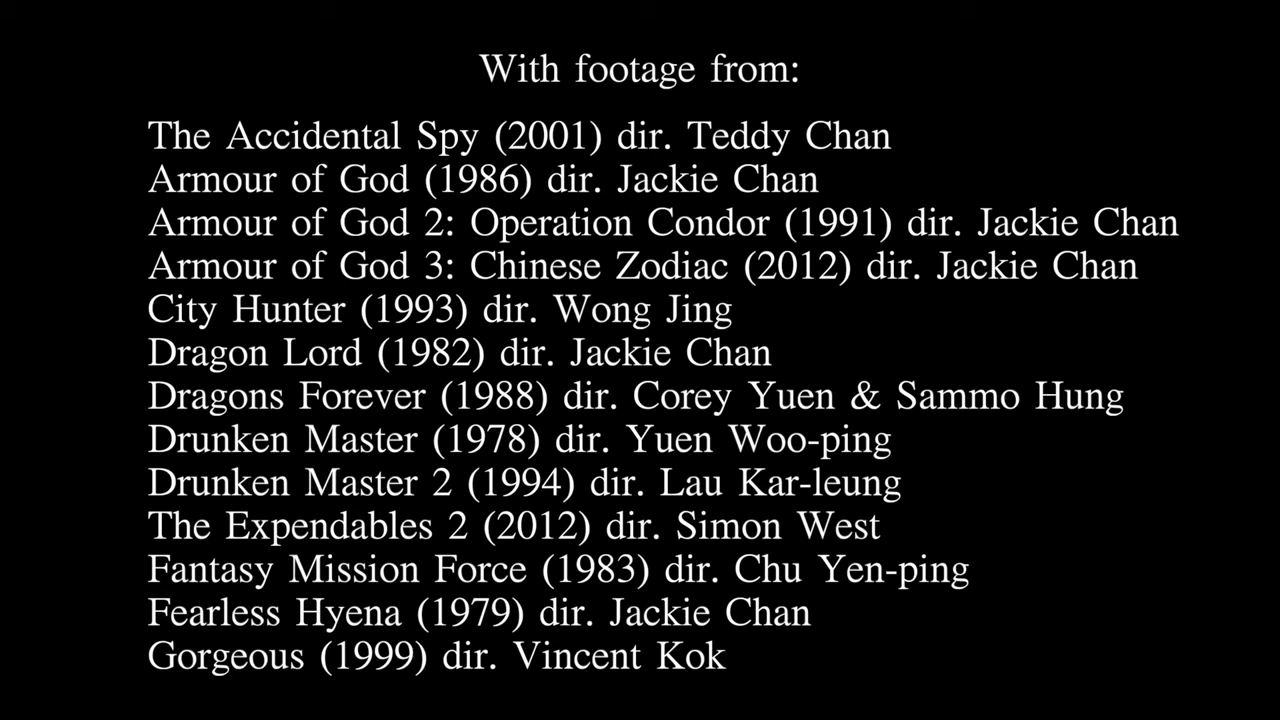 With footage from:
The Accidental Spy (2001) dir. Teddy Chan
Armour of God (1986) dir. Jackie Chan
Armour of God 2: Operation Condor (1991) dir. Jackie Chan
Armour of God 3: Chinese Zodiac (2012) dir. Jackie Chan
City Hunter (1993) dir. Wong Jing
Dragon Lord (1982) dir. Jackie Chan
Dragons Forever (1988) dir. Corey Yuen & Sammo Hung
Drunken Master (1978) dir. Yuen Woo-ping
Drunken Master 2 (1994) dir. Lau Kar-leung
The Expendables 2 (2012) dir. Simon West
Fantasy Mission Force (1983) dir. Chu Yen-ping
Fearless Hyena (1979) dir. Jackie Chan
Gorgeous (1999) dir. Vincent Kok